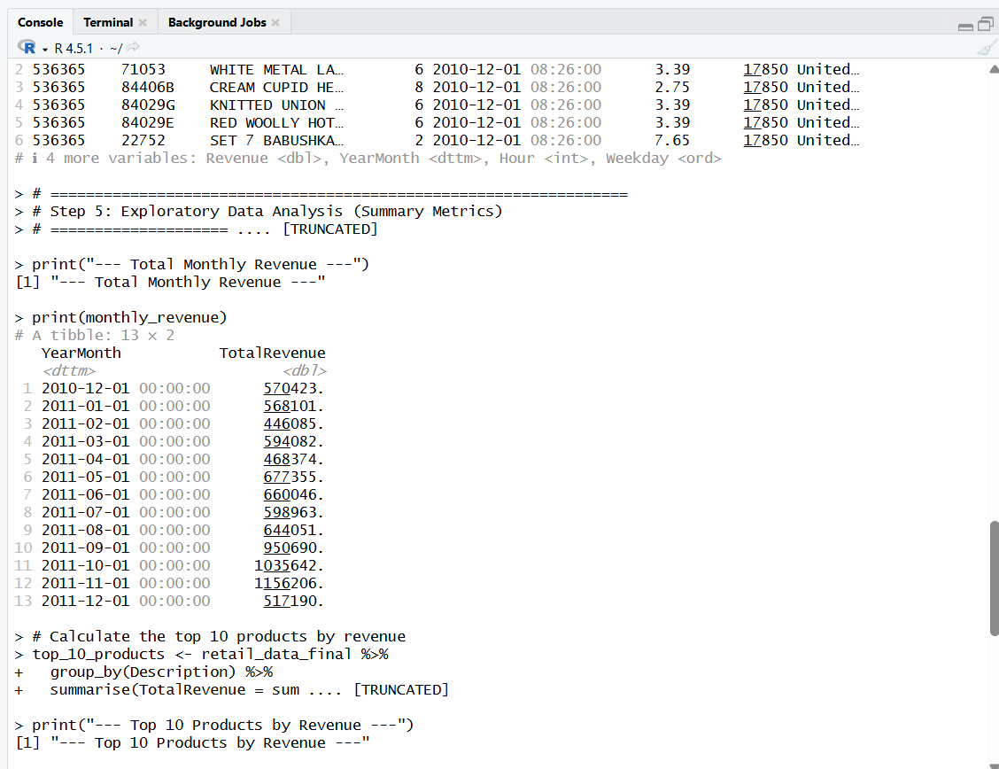 Console Terminal Background Jobs
R R 4.5.1 · ~/
2 536365 71053 WHITE METAL LA… 6 2010-12-01 08:26:00 3.39 17850 United…
3 536365 84406B CREAM CUPID HE… 8 2010-12-01 08:26:00 2.75 17850 United…
4 536365 84029G KNITTED UNION … 6 2010-12-01 08:26:00 3.39 17850 United…
5 536365 84029E RED WOOLLY HOT… 6 2010-12-01 08:26:00 3.39 17850 United…
6 536365 22752 SET 7 BABUSHKA… 2 2010-12-01 08:26:00 7.65 17850 United…
# ℹ 4 more variables: Revenue <dbl>, YearMonth <dttm>, Hour <int>, Weekday <ord>
> # =================================================================
> # Step 5: Exploratory Data Analysis (Summary Metrics)
> # ==================== .... [TRUNCATED]
> print("--- Total Monthly Revenue ---")
[1] "--- Total Monthly Revenue ---"
> print(monthly_revenue)
# A tibble: 13 × 2
YearMonth TotalRevenue
<dttm> <dbl>
1 2010-12-01 00:00:00 570423.
2 2011-01-01 00:00:00 568101.
3 2011-02-01 00:00:00 446085.
4 2011-03-01 00:00:00 594082.
5 2011-04-01 00:00:00 468374.
6 2011-05-01 00:00:00 677355.
7 2011-06-01 00:00:00 660046.
8 2011-07-01 00:00:00 598963.
9 2011-08-01 00:00:00 644051.
10 2011-09-01 00:00:00 950690.
11 2011-10-01 00:00:00 1035642.
12 2011-11-01 00:00:00 1156206.
13 2011-12-01 00:00:00 517190.
> # Calculate the top 10 products by revenue
> top_10_products <- retail_data_final %>%
+ group_by(Description) %>%
+ summarise(TotalRevenue = sum .... [TRUNCATED]
> print("--- Top 10 Products by Revenue ---")
[1] "--- Top 10 Products by Revenue ---"